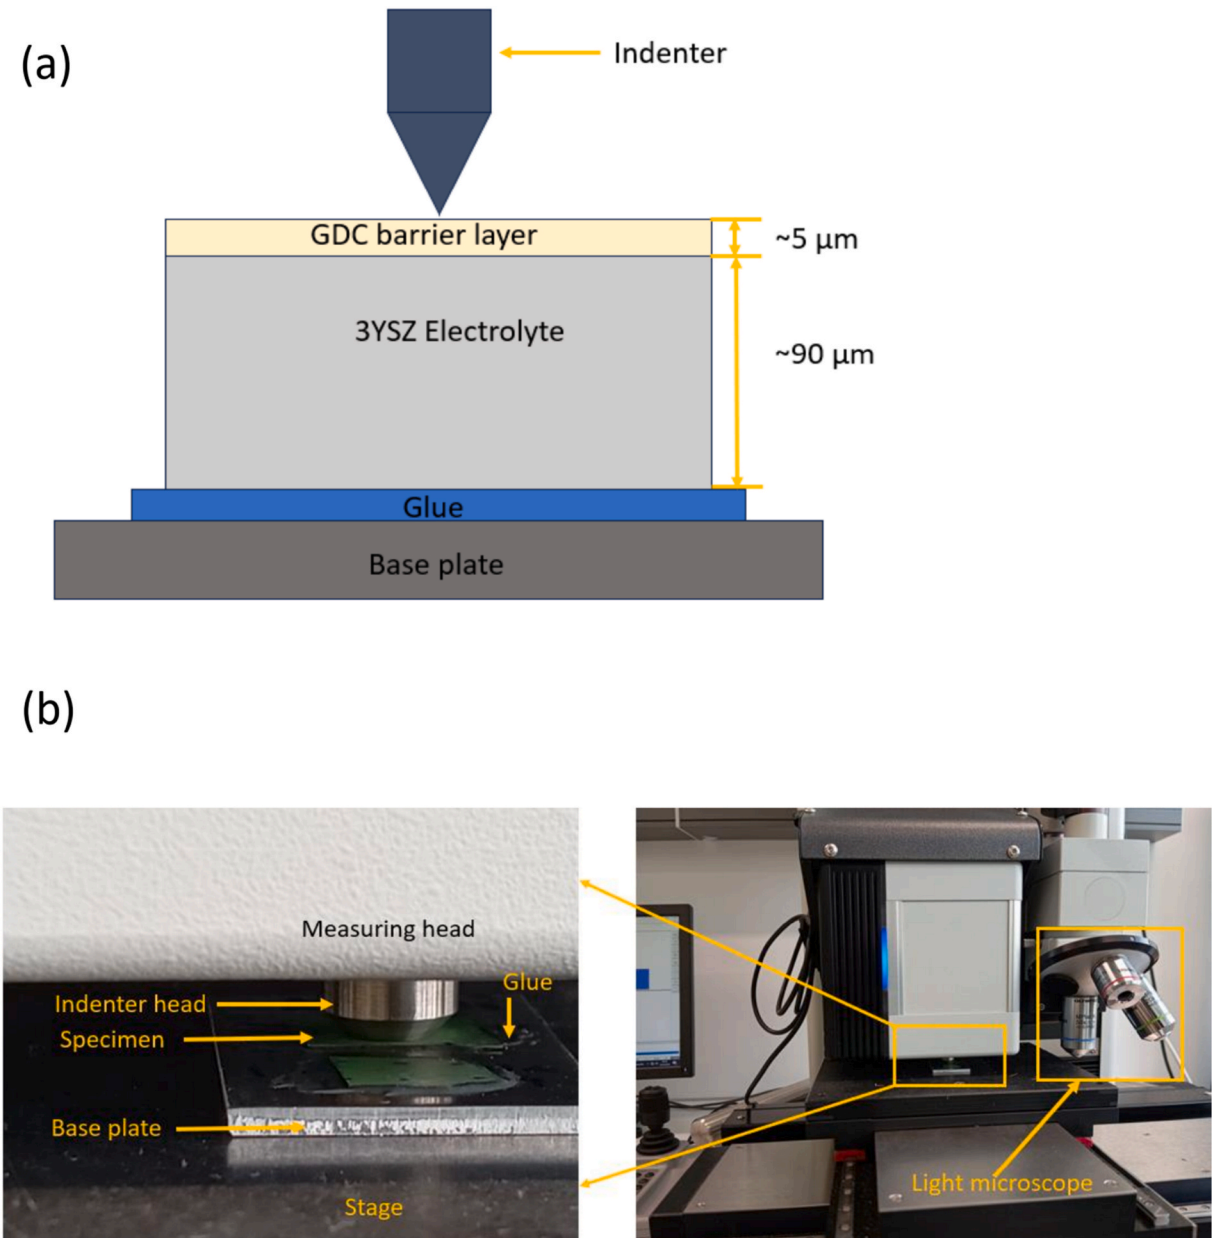 (a)
Indenter
GDC barrier layer
~5 μm
3YSZ Electrolyte
~90 μm
Glue
Base plate
(b)
Measuring head
Glue
Indenter head
Specimen
Base plate
Stage
Light microscope